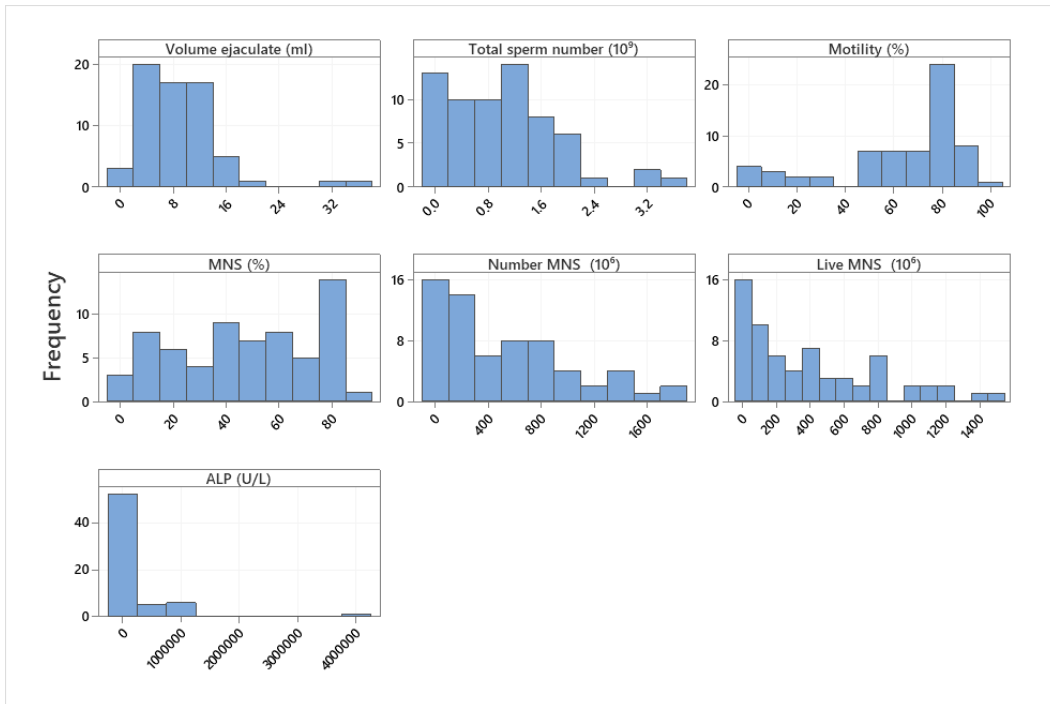 Volume ejaculate (ml) Total sperm number (10⁹) Motility (%)
20 10 0
10 5 0
20 10 0
0 8 16 24 32
0.0 0.8 1.6 2.4 3.2
0 20 40 60 80 100
Frequency
MNS (%) Number MNS (10⁶) Live MNS (10⁶)
10 5 0
16 8 0
16 8 0
0 20 40 60 80
0 400 800 1200 1600
0 200 400 600 800 1000 1200 1400
ALP (U/L)
40
20
0
0 1000000 2000000 3000000 4000000